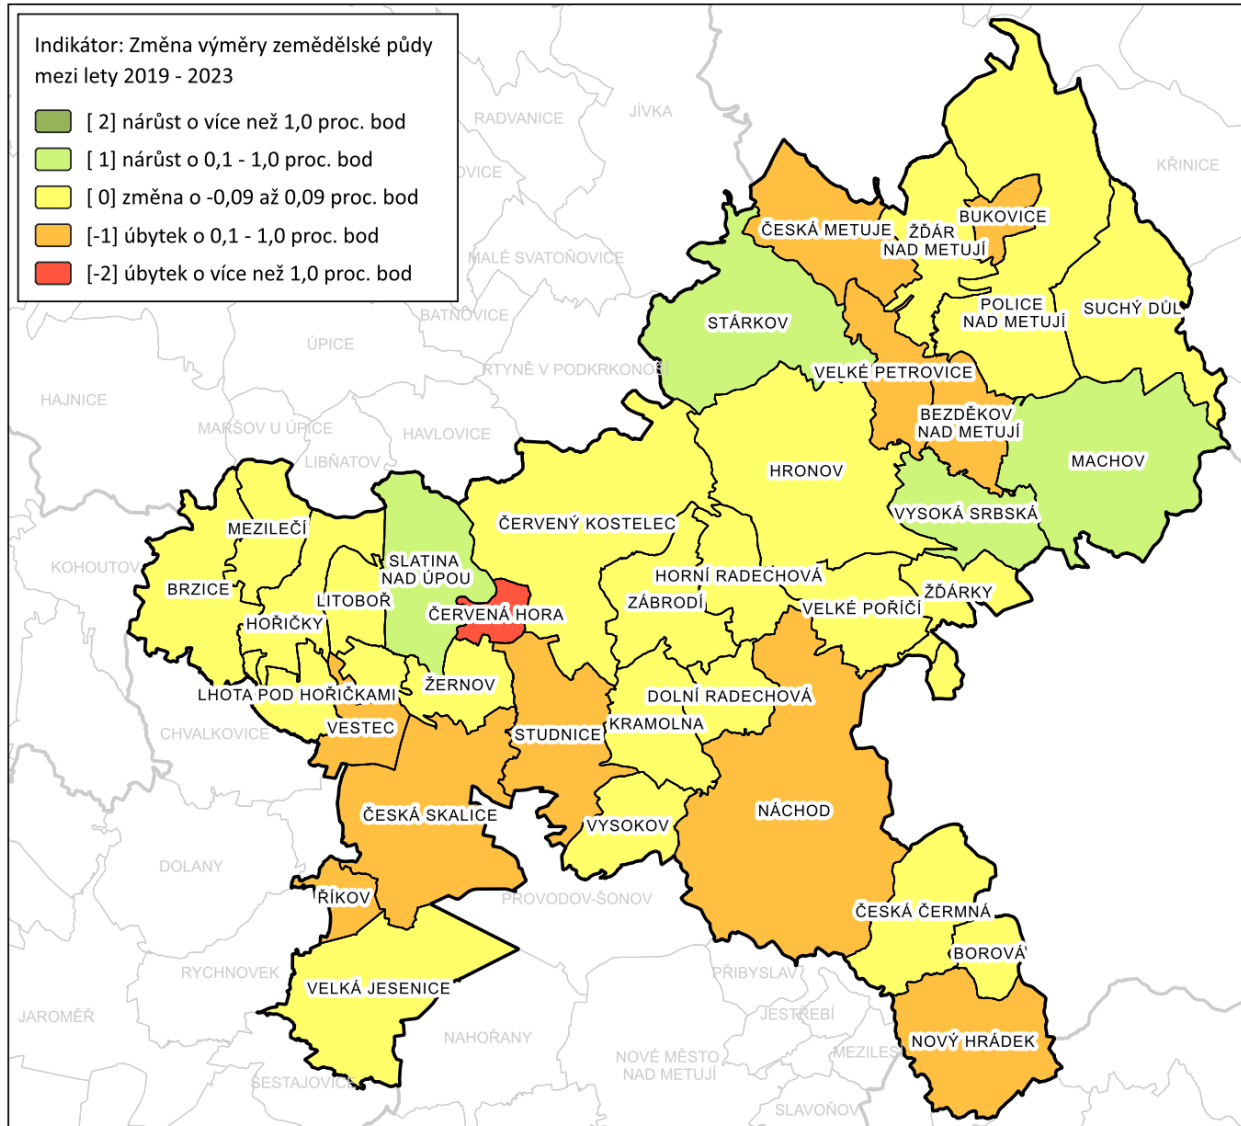 Indikátor: Změna výměry zemědělské půdy
mezi lety 2019 - 2023
[ 2] nárůst o více než 1,0 proc. bod
[ 1] nárůst o 0,1 - 1,0 proc. bod
[ 0] změna o -0,09 až 0,09 proc. bod
[-1] úbytek o 0,1 - 1,0 proc. bod
[-2] úbytek o více než 1,0 proc. bod
RADVANICE
JÍVKA
KŘINICE
OVICE
BUKOVICE
ČESKÁ METUJE
ŽĎÁR
NAD METUJÍ
MALÉ SVATOŇOVICE
POLICE
NAD METUJÍ
SUCHÝ DŮL
BATŇOVICE
STÁRKOV
ÚPICE
RTYNĚ V PODKRKONOŠÍ
VELKÉ PETROVICE
HAJNICE
MARŠOV U ÚPICE
HAVLOVICE
BEZDĚKOV
NAD METUJÍ
LIBŇATOV
HRONOV
MACHOV
MEZILEČÍ
ČERVENÝ KOSTELEC
VYSOKÁ SRBSKÁ
KOHOUTOV
BRZICE
SLATINA
NAD ÚPOU
LITOBOŘ
HORNÍ RADECHOVÁ
ZÁBRODÍ
VELKÉ POŘÍČÍ
ŽĎÁRKY
HOŘIČKY
ČERVENÁ HORA
LHOTA POD HOŘIČKAMI
ŽERNOV
DOLNÍ RADECHOVÁ
CHVALKOVICE
VESTEC
STUDNICE
KRAMOLNA
ČESKÁ SKALICE
VYSOKOV
NÁCHOD
DOLANY
ŘÍKOV
PROVODOV-ŠONOV
ČESKÁ ČERMNÁ
BOROVÁ
RYCHNOVEK
VELKÁ JESENICE
PŘIBYSLAV
JAROMĚŘ
NAHOŘANY
JESTŘEBÍ
NOVÝ HRÁDEK
NOVÉ MĚSTO
NAD METUJÍ
MEZILES
ŠESTAJOVICE
SLAVOŇOV